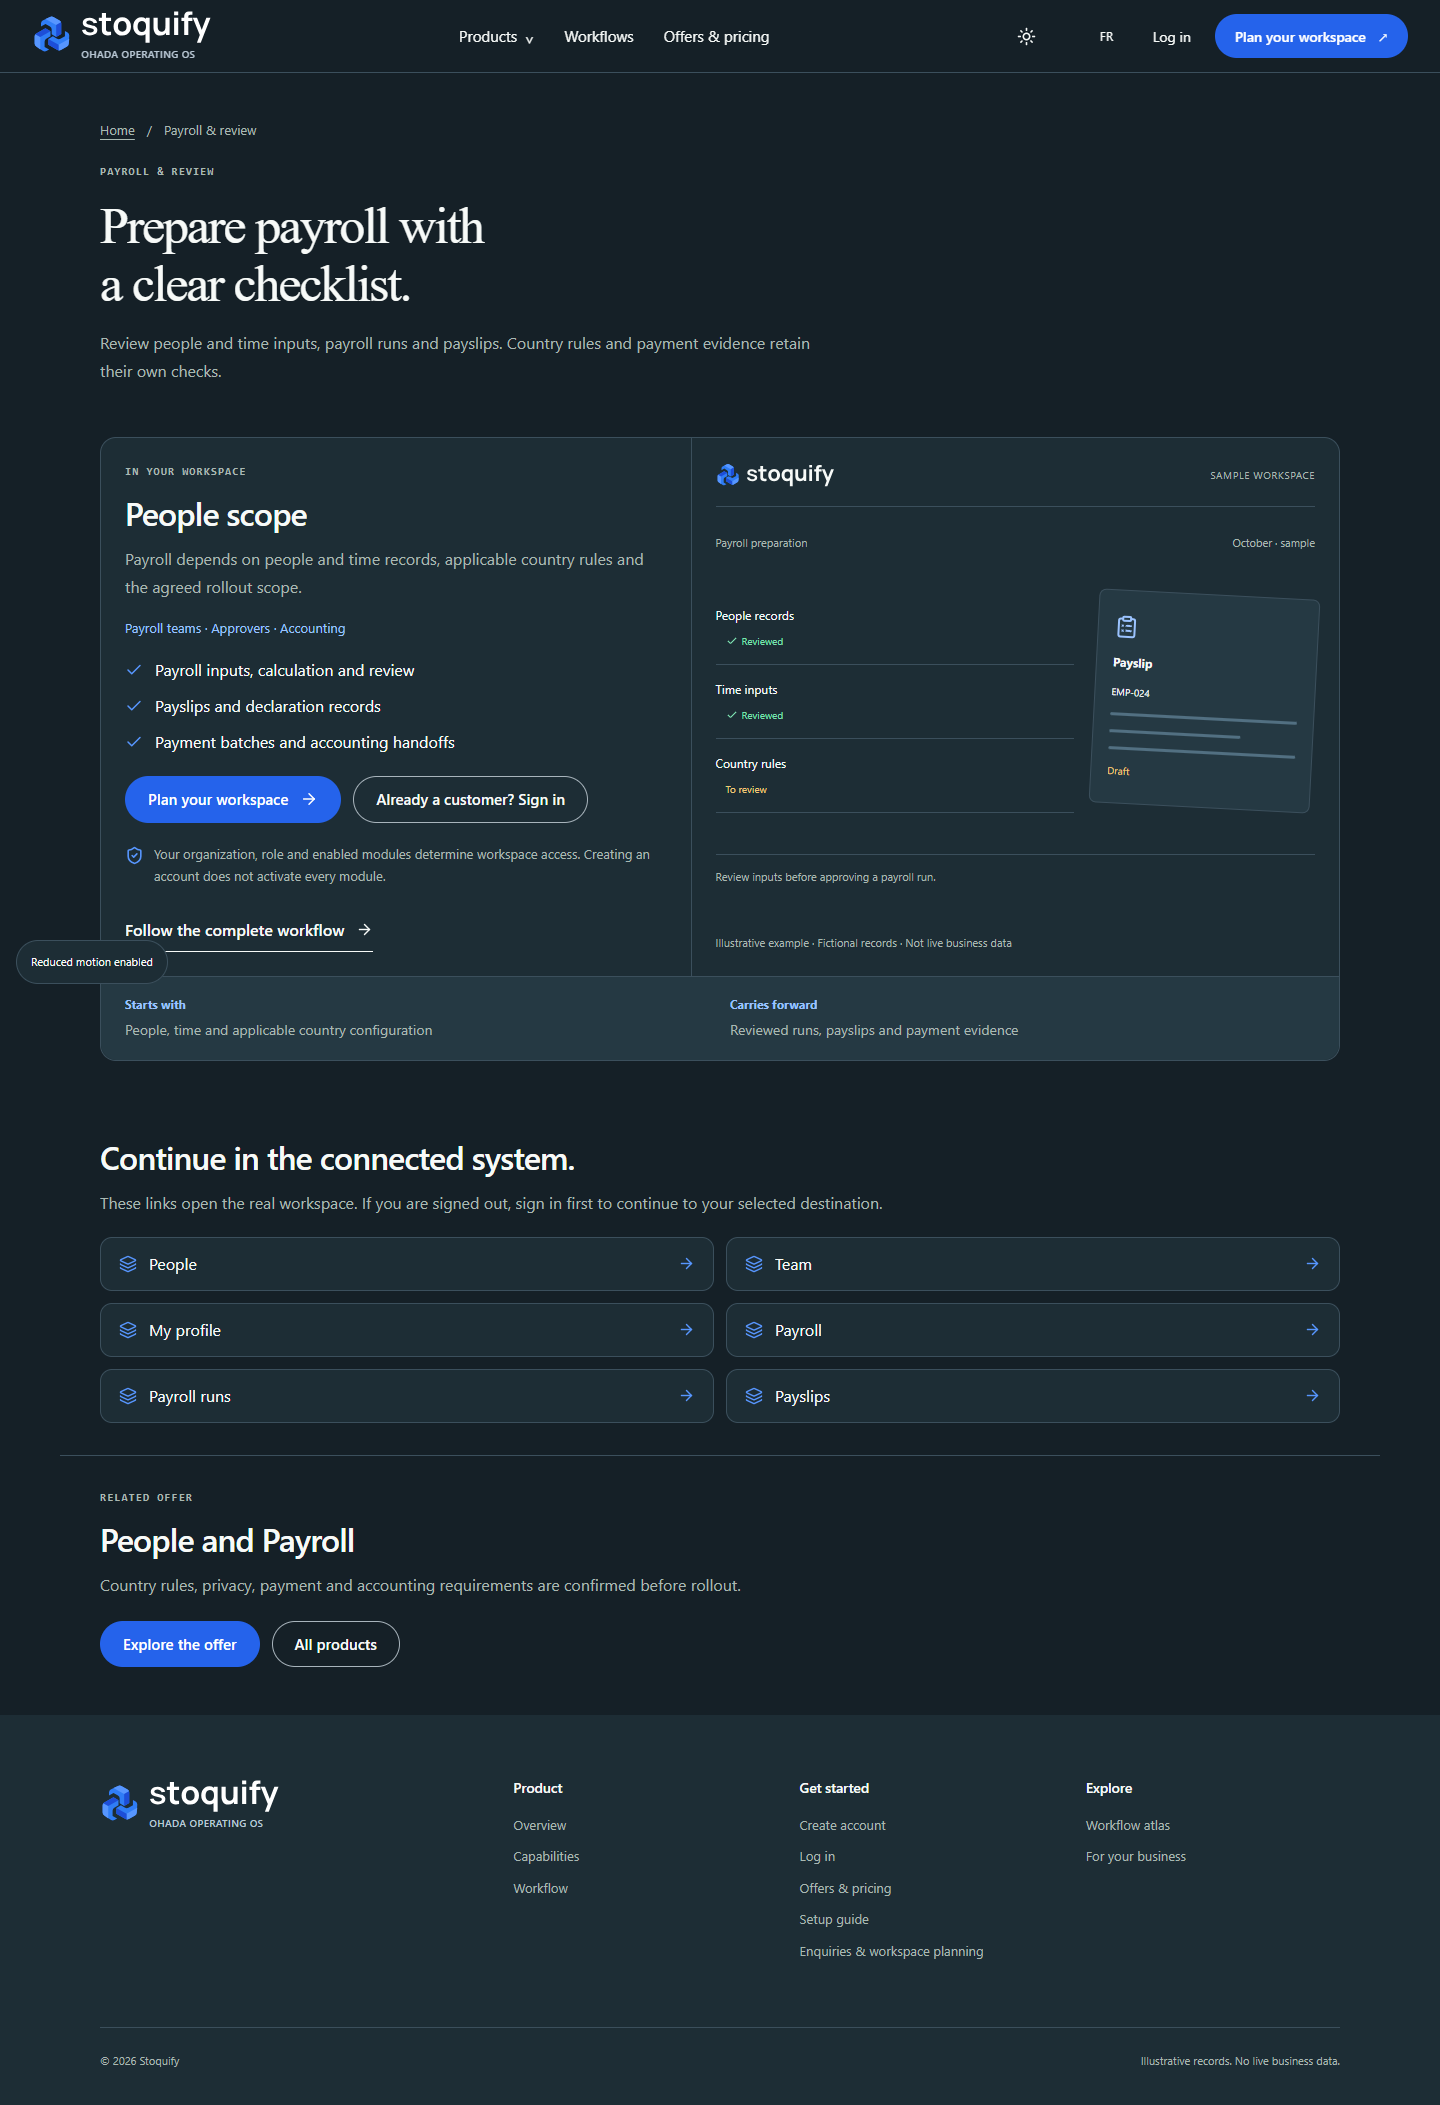 stoquify
OHADA OPERATING OS
Products
Workflows
Offers & pricing
FR
Log in
Plan your workspace ↗
Home / Payroll & review
PAYROLL & REVIEW
Prepare payroll with
a clear checklist.
Review people and time inputs, payroll runs and payslips. Country rules and payment evidence retain
their own checks.
IN YOUR WORKSPACE
People scope
Payroll depends on people and time records, applicable country rules and
the agreed rollout scope.
Payroll teams · Approvers · Accounting
Payroll inputs, calculation and review
Payslips and declaration records
Payment batches and accounting handoffs
Plan your workspace →
Already a customer? Sign in
Your organization, role and enabled modules determine workspace access. Creating an
account does not activate every module.
Follow the complete workflow →
Reduced motion enabled
stoquify
SAMPLE WORKSPACE
Payroll preparation
October · sample
People records
Reviewed
Time inputs
Reviewed
Country rules
To review
Payslip
EMP-024
Draft
Review inputs before approving a payroll run.
Illustrative example · Fictional records · Not live business data
Starts with
People, time and applicable country configuration
Carries forward
Reviewed runs, payslips and payment evidence
Continue in the connected system.
These links open the real workspace. If you are signed out, sign in first to continue to your selected destination.
People
Team
My profile
Payroll
Payroll runs
Payslips
RELATED OFFER
People and Payroll
Country rules, privacy, payment and accounting requirements are confirmed before rollout.
Explore the offer
All products
stoquify
OHADA OPERATING OS
Product
Overview
Capabilities
Workflow
Get started
Create account
Log in
Offers & pricing
Setup guide
Enquiries & workspace planning
Explore
Workflow atlas
For your business
© 2026 Stoquify
Illustrative records. No live business data.